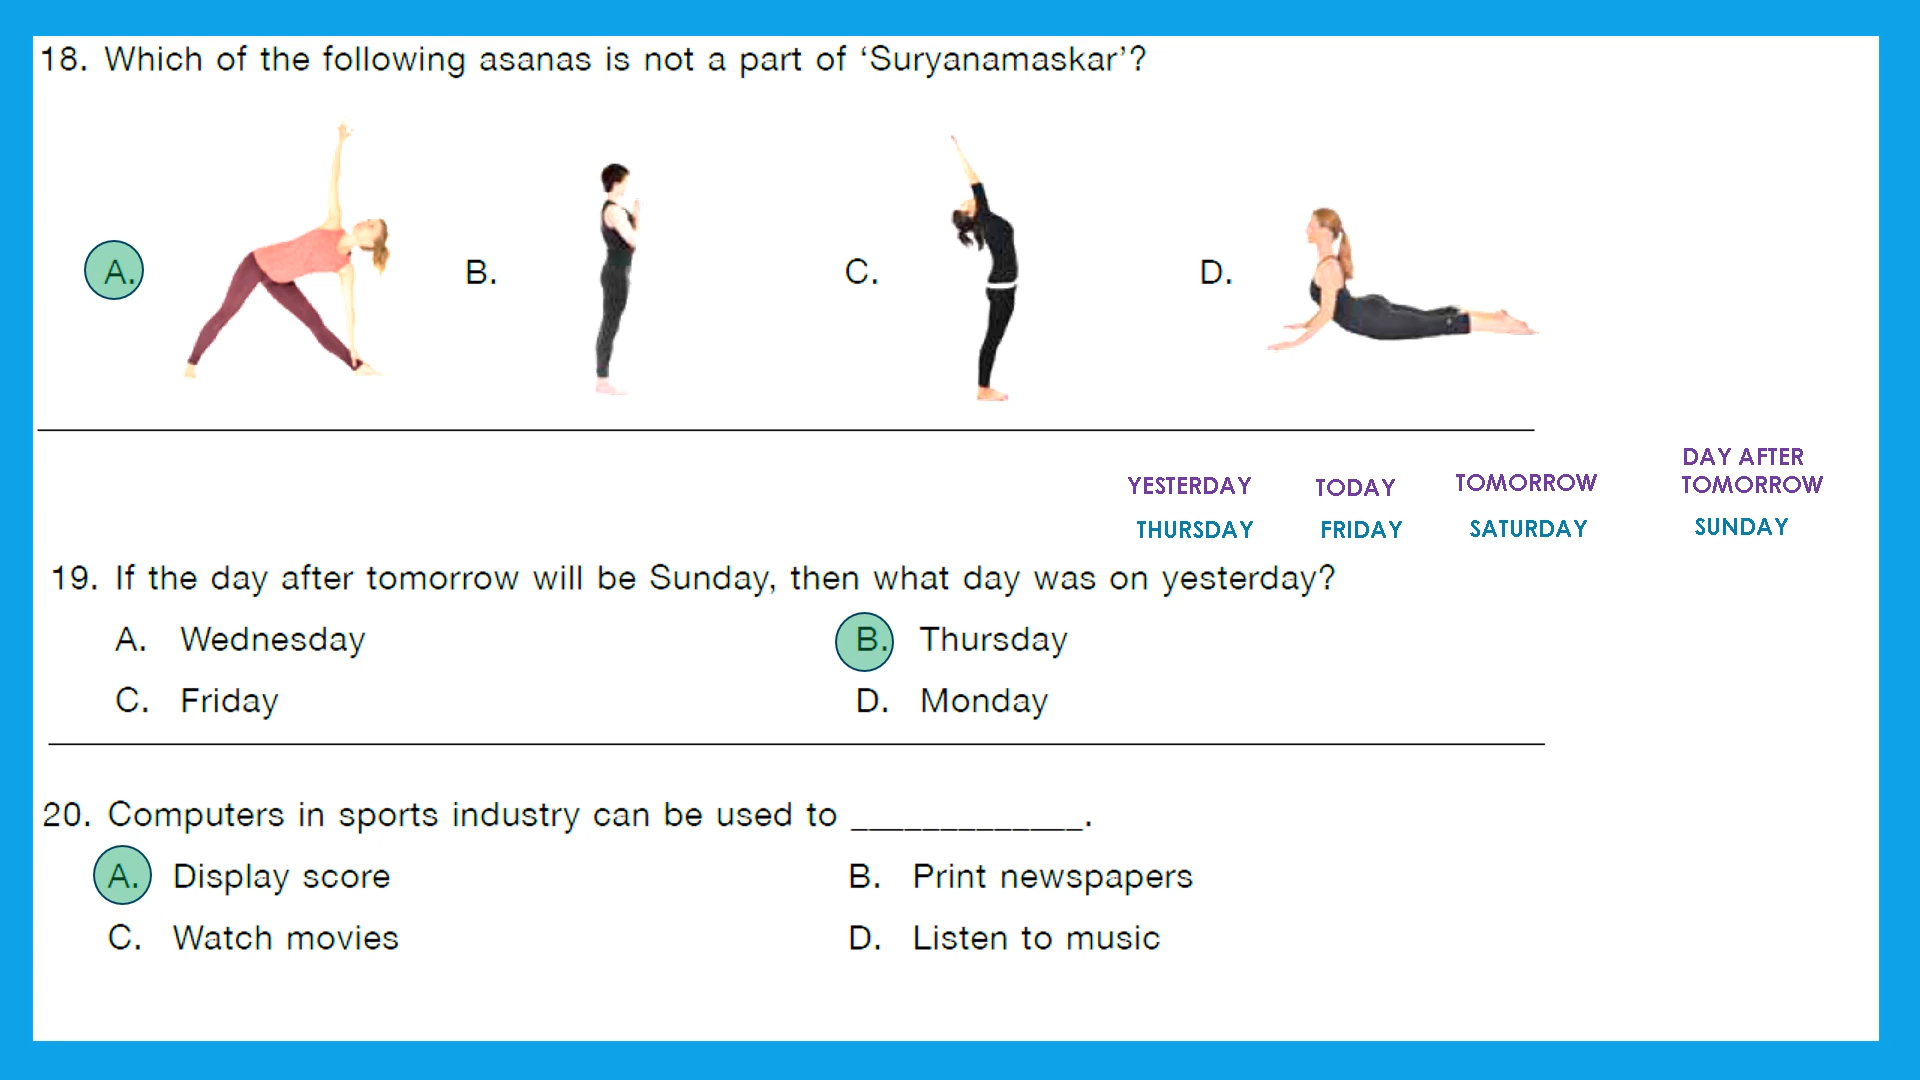 18. Which of the following asanas is not a part of ‘Suryanamaskar’?
A. B. C. D.
YESTERDAY TODAY TOMORROW DAY AFTER TOMORROW
THURSDAY FRIDAY SATURDAY SUNDAY
19. If the day after tomorrow will be Sunday, then what day was on yesterday?
A. Wednesday B. Thursday
C. Friday D. Monday
20. Computers in sports industry can be used to _____________.
A. Display score B. Print newspapers
C. Watch movies D. Listen to music